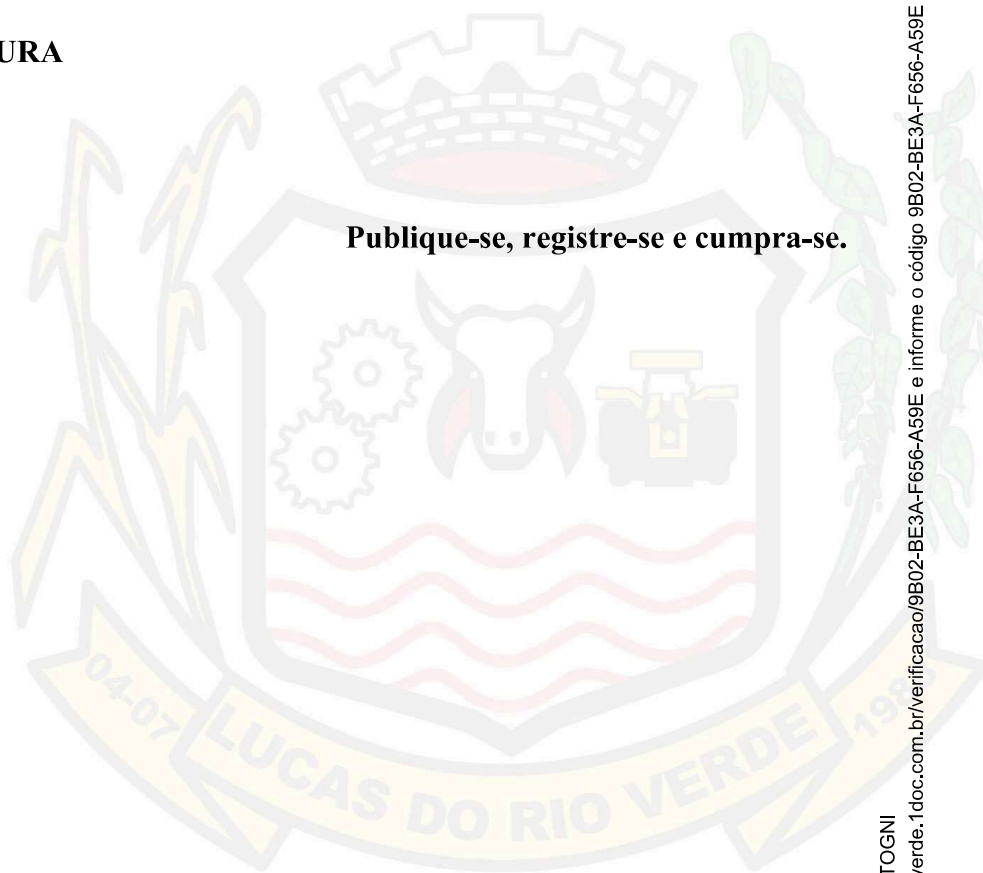 URA
Publique-se, registre-se e cumpra-se.
04-07
LUCAS DO RIO VERDE
TOGNI
verde.1doc.com.br/verificacao/9B02-BE3A-F656-A59E e informe o código 9B02-BE3A-F656-A59E